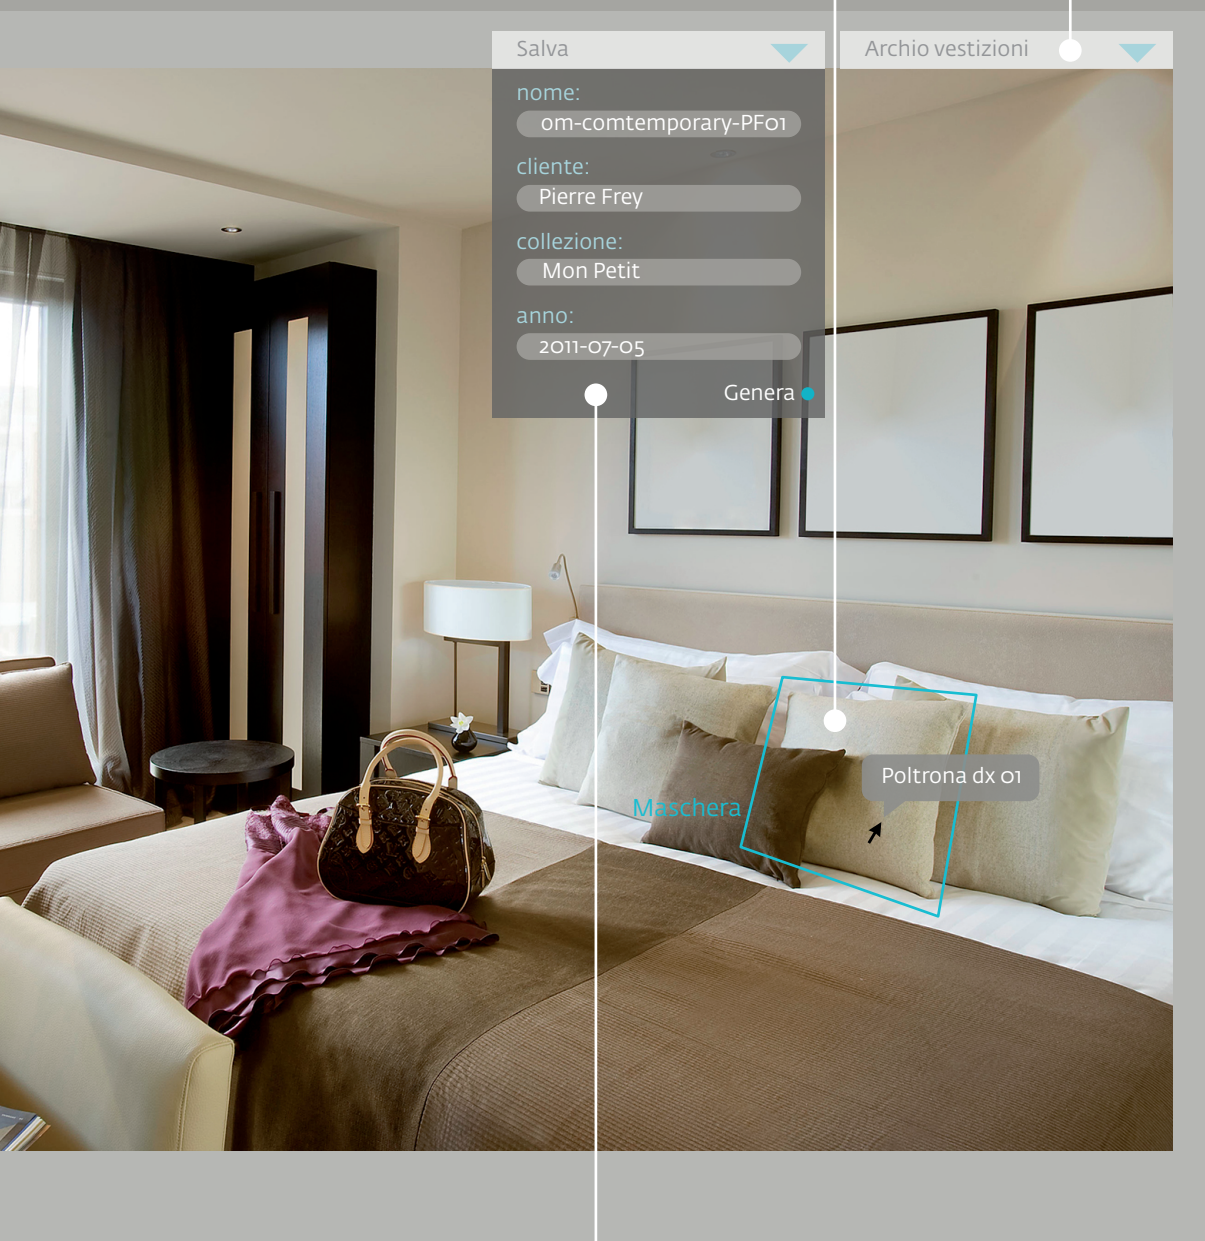 Salva
Archio vestizioni
nome:
om-comtemporary-PF01
cliente:
Pierre Frey
collezione:
Mon Petit
anno:
2011-07-05
Genera
Poltrona dx 01
Maschera